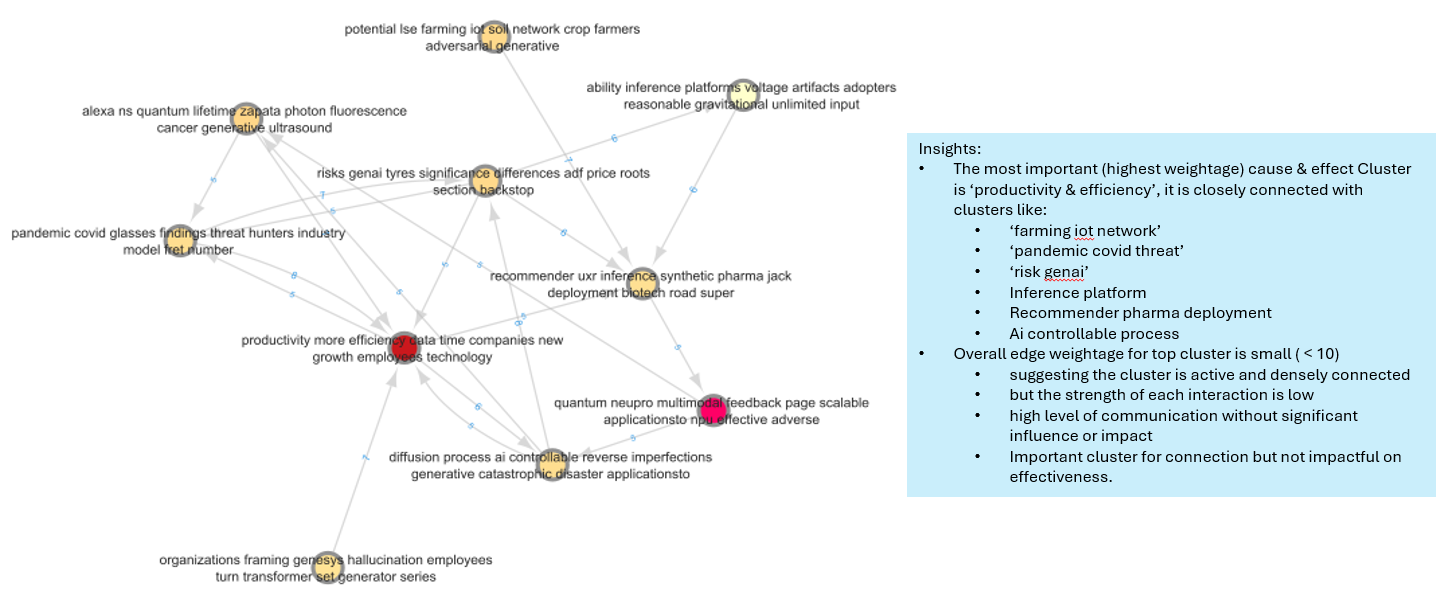 potential lse farming iot soil network crop farmers
adversarial generative
ability inference platforms voltage artifacts adopters
reasonable gravitational unlimited input
alexa ns quantum lifetime zapata photon fluorescence
cancer generative ultrasound
risks genai tyres significance differences adf price roots
section backstop
pandemic covid glasses findings threat hunters industry
model fret number
recommender uxr inference synthetic pharma jack
deployment biotech road super
productivity more efficiency data time companies new
growth employees technology
quantum neupro multimodal feedback page scalable
applicationsto npu effective adverse
diffusion process ai controllable reverse imperfections
generative catastrophic disaster applicationsto
organizations framing genesys hallucination employees
turn transformer set generator series
Insights:
• The most important (highest weightage) cause & effect Cluster
is ‘productivity & efficiency’, it is closely connected with
clusters like:
• ‘farming iot network’
• ‘pandemic covid threat’
• ‘risk genai’
• Inference platform
• Recommender pharma deployment
• Ai controllable process
• Overall edge weightage for top cluster is small ( < 10)
• suggesting the cluster is active and densely connected
• but the strength of each interaction is low
• high level of communication without significant
influence or impact
• Important cluster for connection but not impactful on
effectiveness.